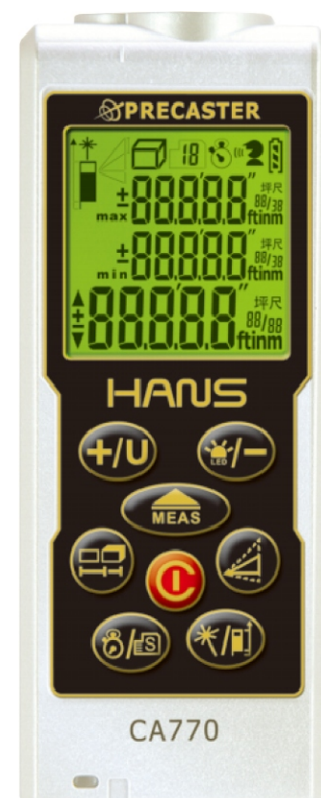 PRECASTER
18
± 88888" 坪尺
88/38
max ftinm
± 88888" 坪尺
88/38
min ftinm
± 88888" 坪尺
88/88
ftinm
HANS
+/U
LED /−
MEAS
C
/S
CA770